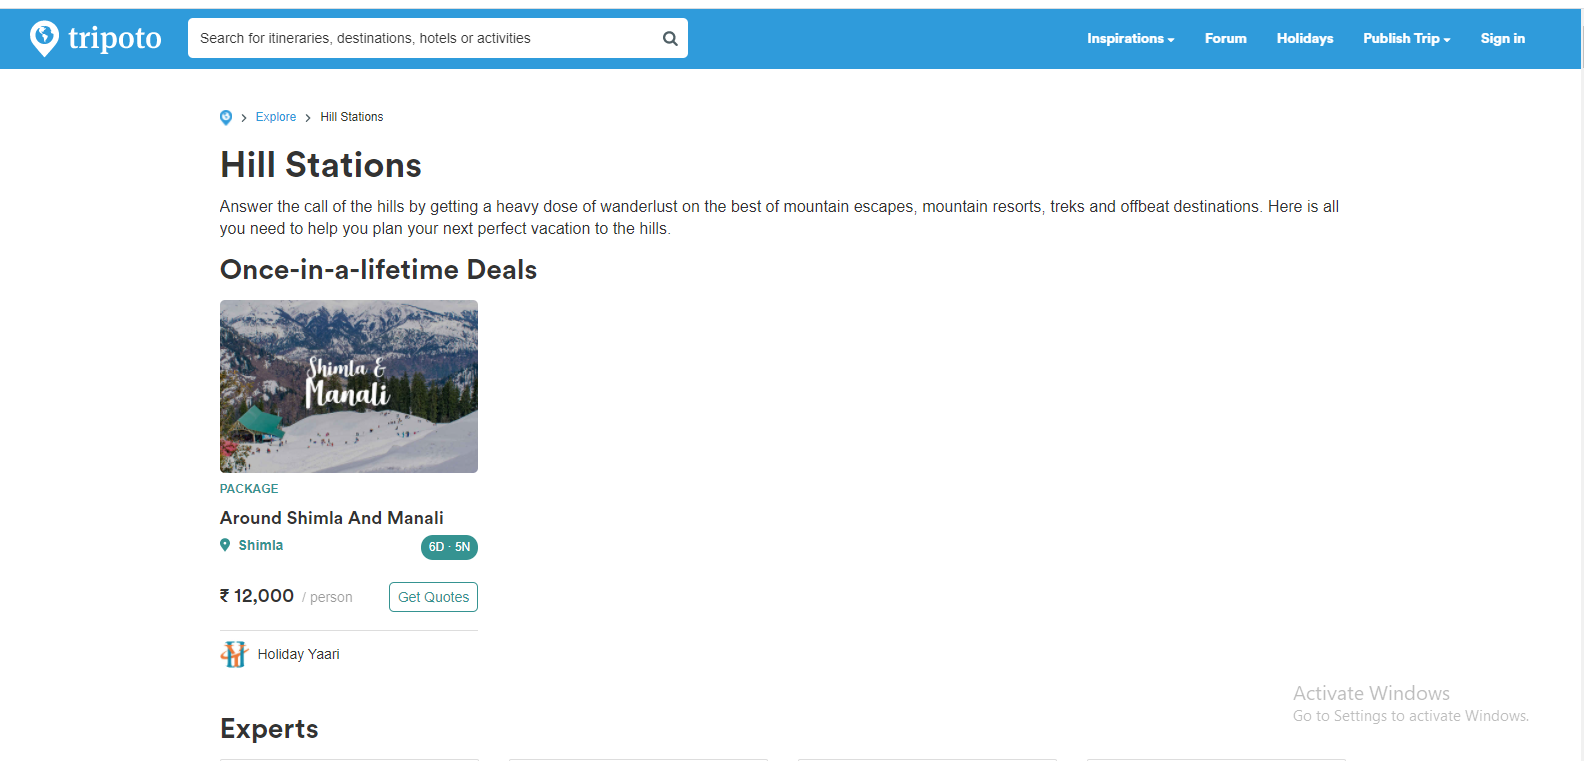 tripoto
Search for itineraries, destinations, hotels or activities
Inspirations
Forum
Holidays
Publish Trip
Sign in
> Explore > Hill Stations
Hill Stations
Answer the call of the hills by getting a heavy dose of wanderlust on the best of mountain escapes, mountain resorts, treks and offbeat destinations. Here is all
you need to help you plan your next perfect vacation to the hills.
Once-in-a-lifetime Deals
Shimla &
Manali
PACKAGE
Around Shimla And Manali
Shimla
6D · 5N
₹ 12,000 / person
Get Quotes
Holiday Yaari
Activate Windows
Go to Settings to activate Windows.
Experts